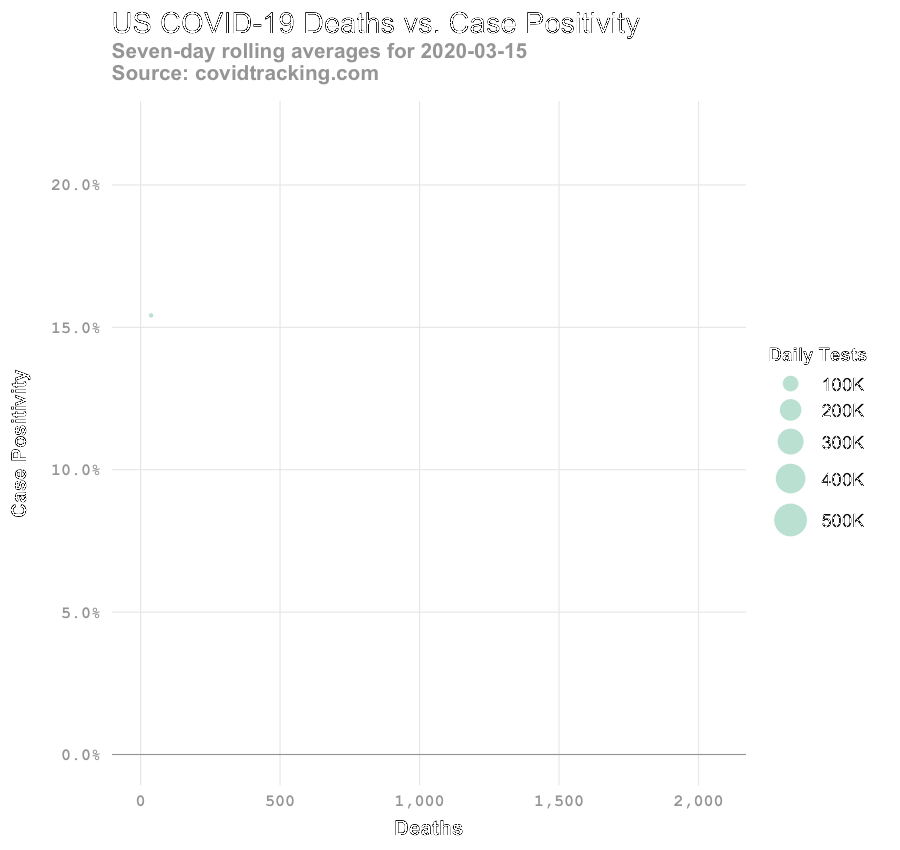 US COVID-19 Deaths vs. Case Positivity
Seven-day rolling averages for 2020-03-15
Source: covidtracking.com
20.0%
15.0%
10.0%
5.0%
0.0%
Case Positivity
0
500
1,000
1,500
2,000
Deaths
Daily Tests
100K
200K
300K
400K
500K